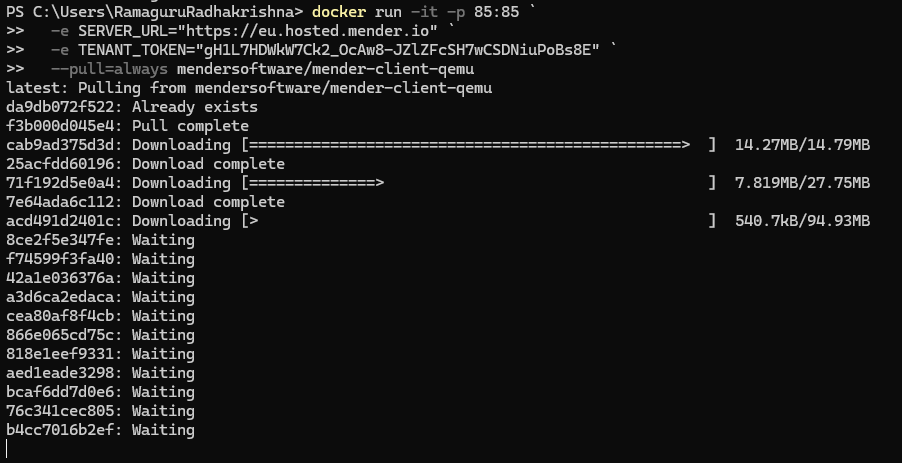 PS C:\Users\RamaguruRadhakrishna> docker run -it -p 85:85 `
>>   -e SERVER_URL="https://eu.hosted.mender.io" `
>>   -e TENANT_TOKEN="gH1L7HDWkW7Ck2_OcAw8-JZlZFcSH7wCSDNiuPoBs8E" `
>>   --pull=always mendersoftware/mender-client-qemu
latest: Pulling from mendersoftware/mender-client-qemu
da9db072f522: Already exists
f3b000d045e4: Pull complete
cab9ad375d3d: Downloading [================================================>  ]  14.27MB/14.79MB
25acfdd60196: Download complete
71f192d5e0a4: Downloading [==============>                                    ]  7.819MB/27.75MB
7e64ada6c112: Download complete
acd491d2401c: Downloading [>                                                  ]  540.7kB/94.93MB
8ce2f5e347fe: Waiting
f74599f3fa40: Waiting
42a1e036376a: Waiting
a3d6ca2edaca: Waiting
cea80af8f4cb: Waiting
866e065cd75c: Waiting
818e1eef9331: Waiting
aed1eade3298: Waiting
bcaf6dd7d0e6: Waiting
76c341cec805: Waiting
b4cc7016b2ef: Waiting